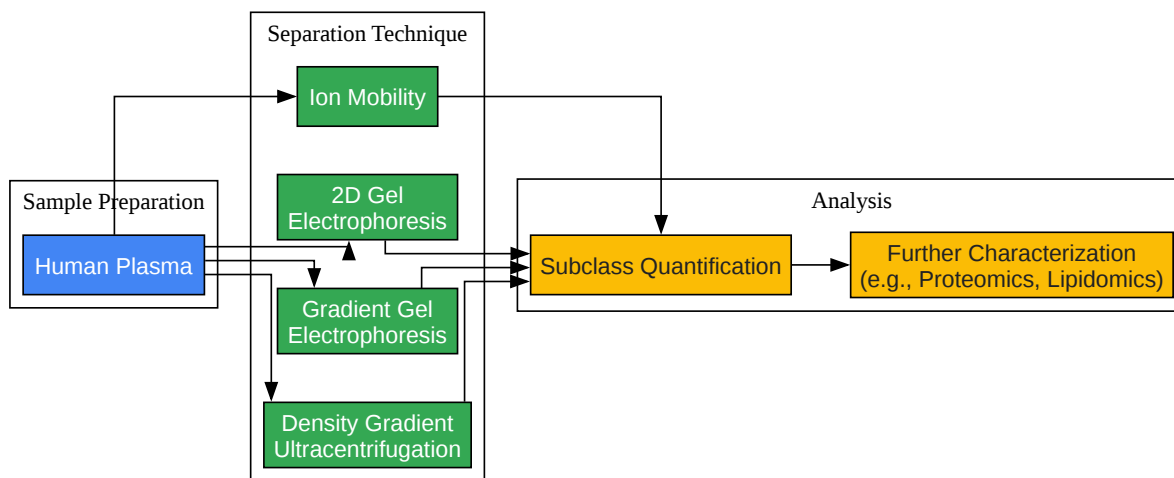 Separation Technique
Ion Mobility
Sample Preparation
Human Plasma
2D Gel
Electrophoresis
Gradient Gel
Electrophoresis
Density Gradient
Ultracentrifugation
Analysis
Subclass Quantification
Further Characterization
(e.g., Proteomics, Lipidomics)